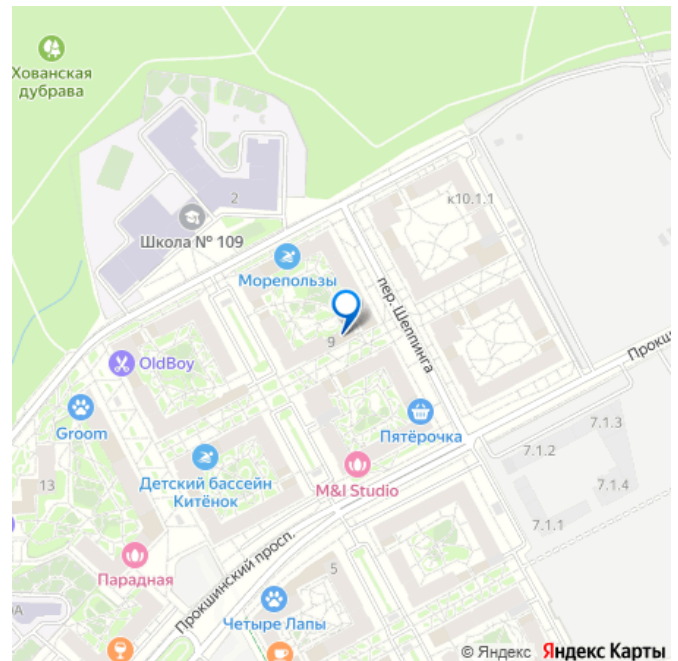 Хованская
дубрава
2
Школа № 109
к10.1.1
Морепользы
пер. Шеппинга
9
OldBoy
Groom
Пятёрочка
7.1.3
7.1.2
7.1.4
7.1.1
Детский бассейн
Китёнок
M&I Studio
13
Прокшинский просп.
Парадная
5
Четыре Лапы
© Яндекс Яндекс Карты